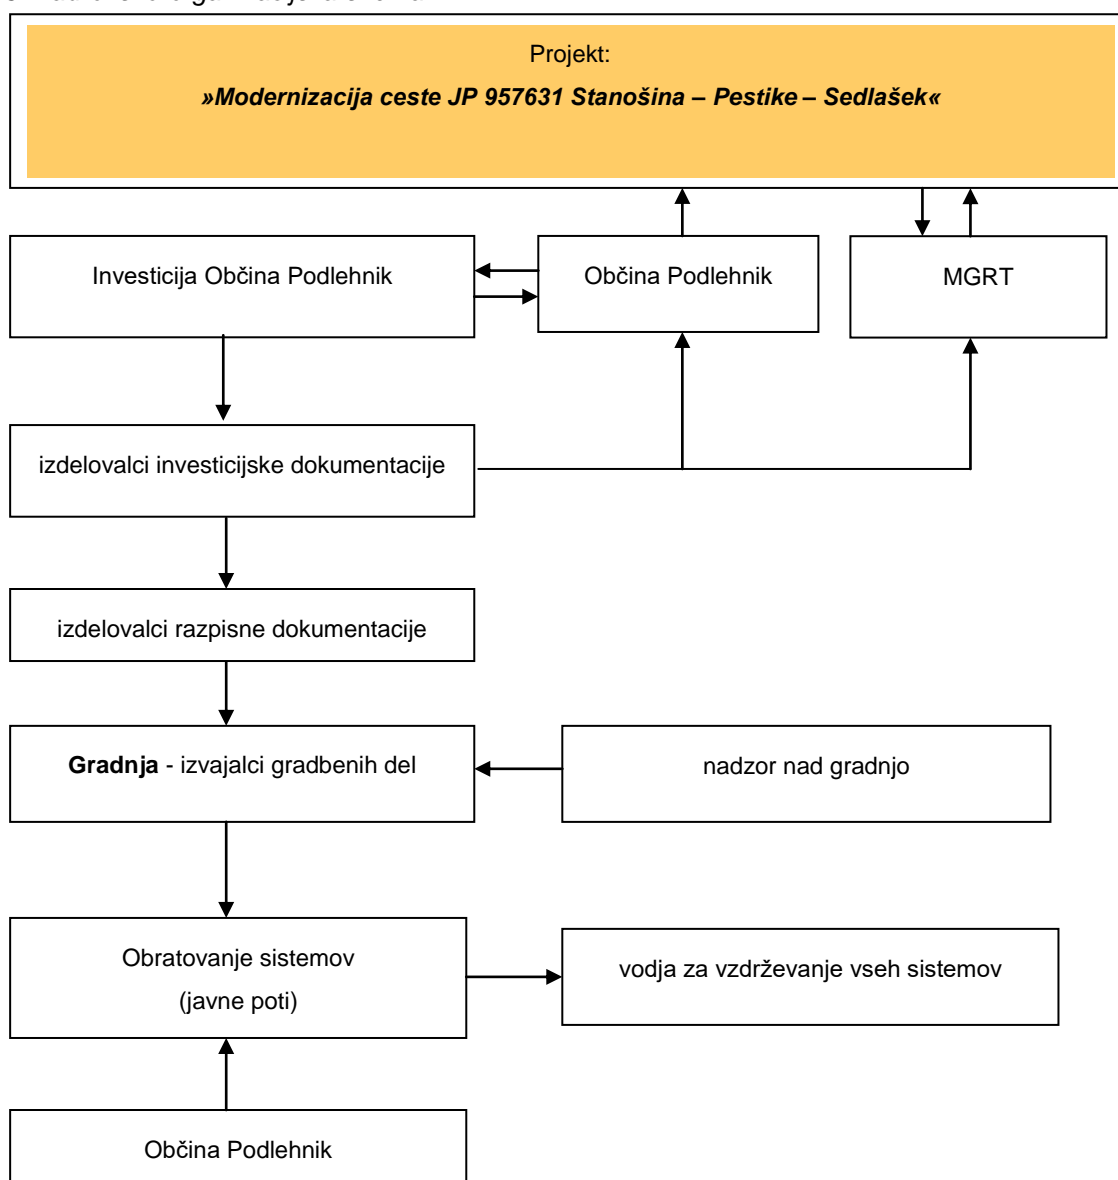 Projekt:
»Modernizacija ceste JP 957631 Stanošina – Pestike – Sedlašek«
Investicija Občina Podlehnik
Občina Podlehnik
MGRT
izdelovalci investicijske dokumentacije
izdelovalci razpisne dokumentacije
Gradnja - izvajalci gradbenih del
nadzor nad gradnjo
Obratovanje sistemov
(javne poti)
vodja za vzdrževanje vseh sistemov
Občina Podlehnik